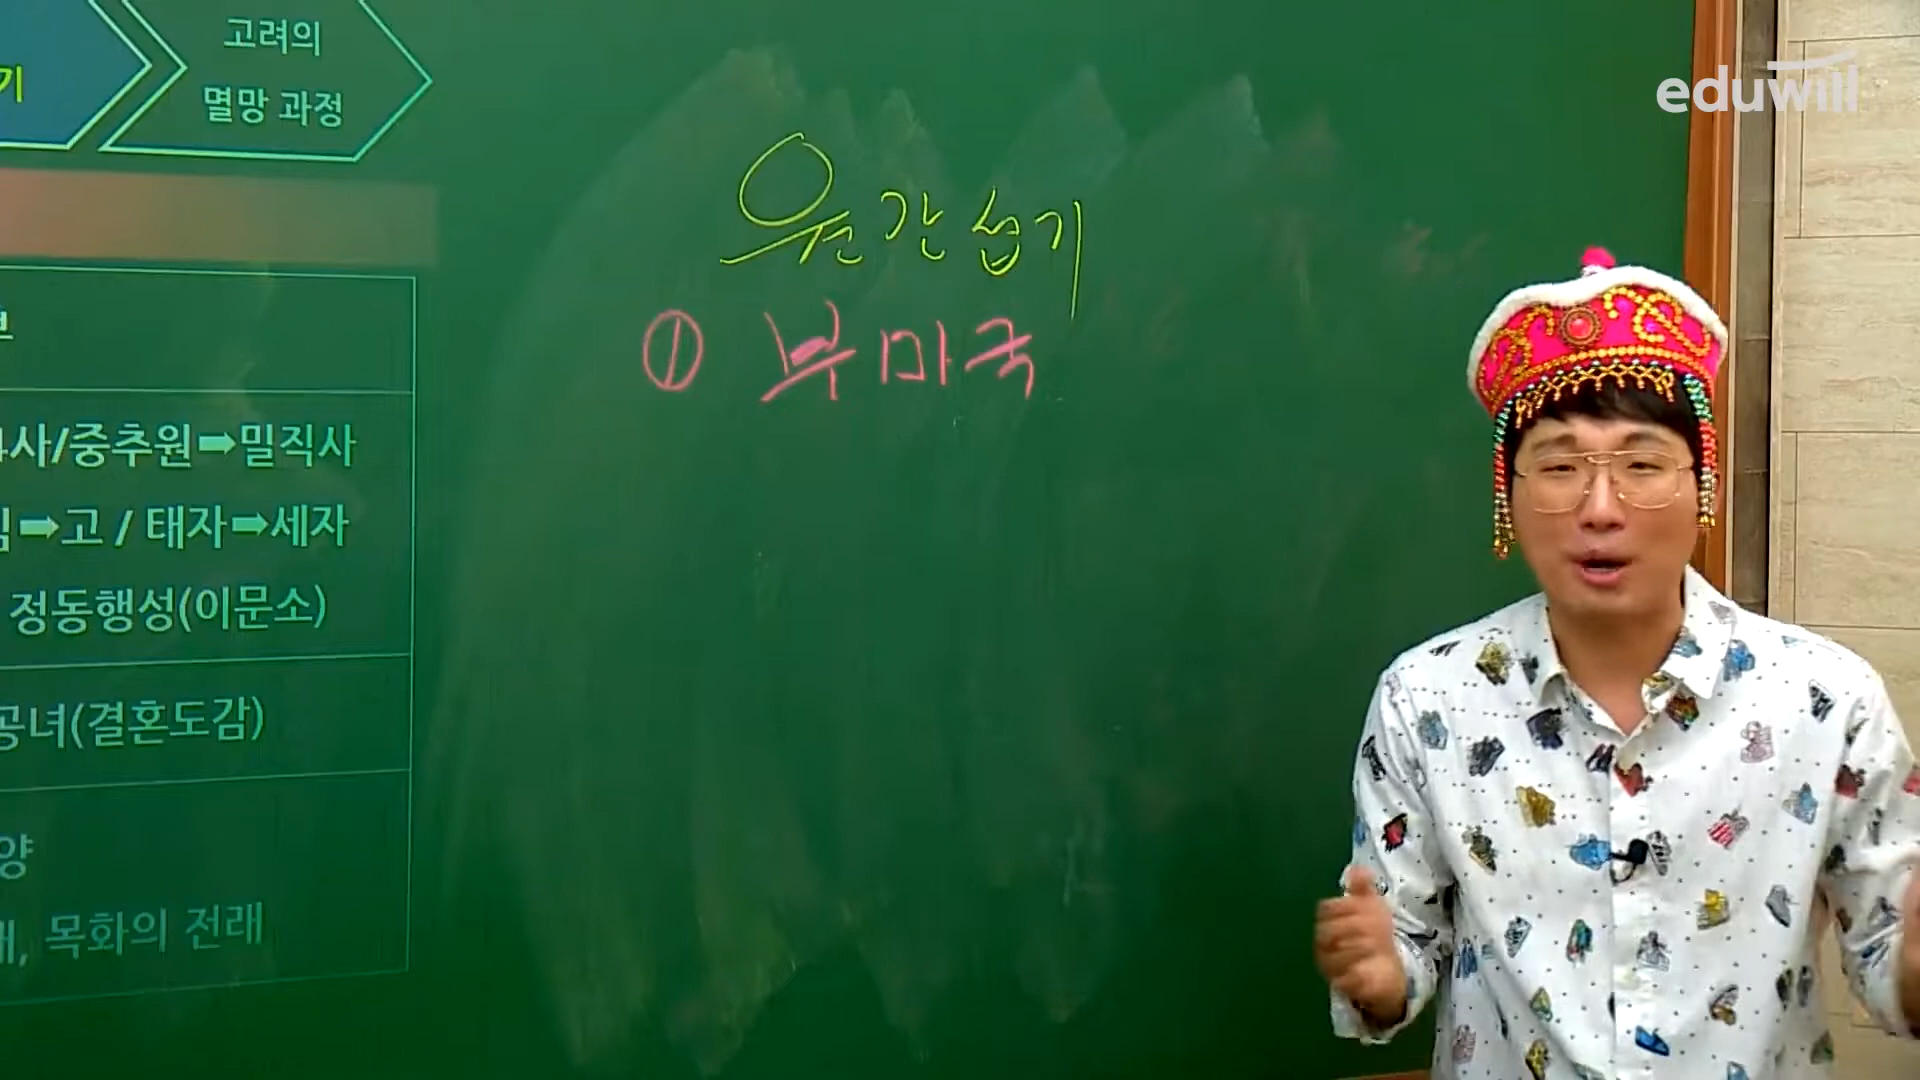 기
고려의
멸망 과정
eduwill
원간섭기
① 부마국
사/중추원➡밀직사
➡고 / 태자➡세자
정동행성(이문소)
공녀(결혼도감)
양
, 목화의 전래